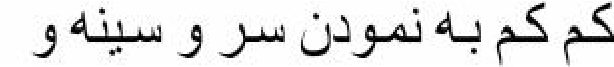 کم کم به نمودن سر و سینه و